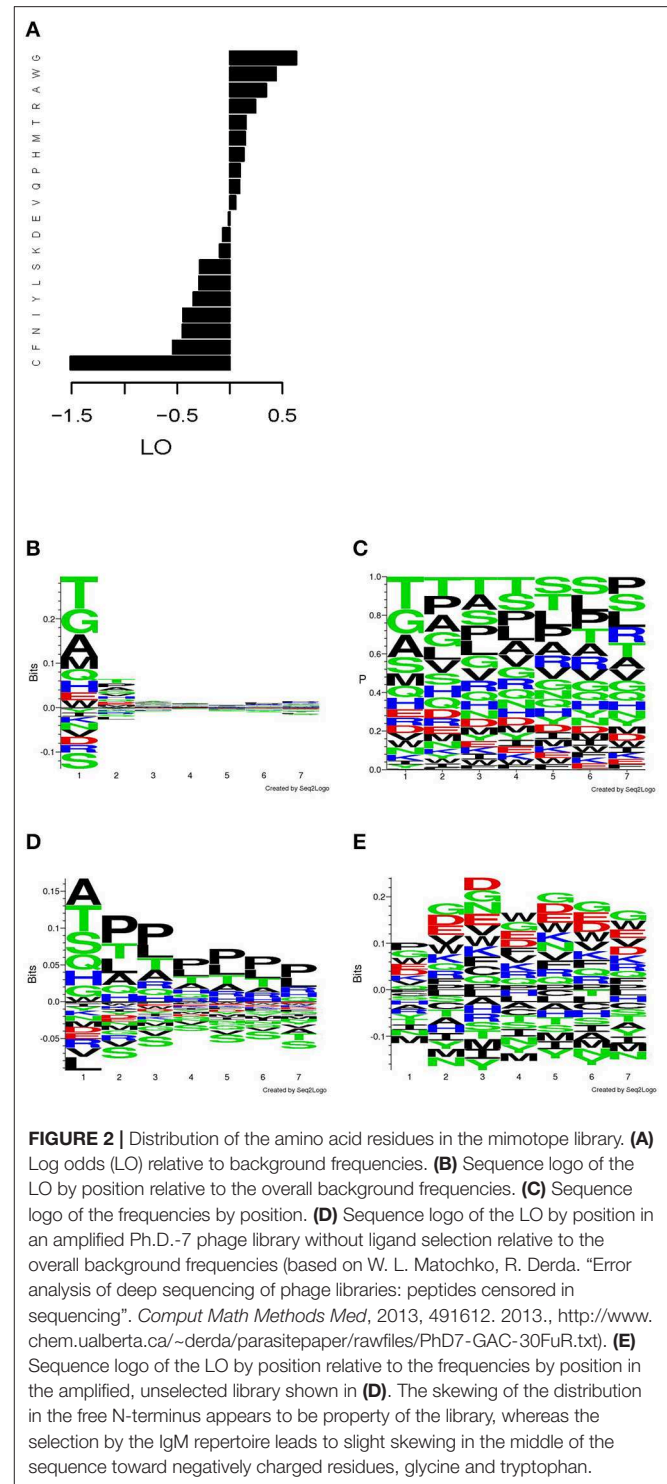 A
C F N I Y L S K D E V Q P H M T R A W G
−1.5 −0.5 0.5
LO
B
Bits
0.2
0.1
0.0
-0.1
T
G
A
1 2 3 4 5 6 7
Created by Seq2Logo
C
P
1.0
0.8
0.6
0.4
0.2
0.0
T T T T S S P
1 2 3 4 5 6 7
Created by Seq2Logo
D
Bits
0.15
0.10
0.05
0.0
-0.05
A
T
S
Q
H
1 2 3 4 5 6 7
Created by Seq2Logo
E
Bits
0.2
0.1
0.0
-0.1
1 2 3 4 5 6 7
Created by Seq2Logo
FIGURE 2 | Distribution of the amino acid residues in the mimotope library. (A)
Log odds (LO) relative to background frequencies. (B) Sequence logo of the
LO by position relative to the overall background frequencies. (C) Sequence
logo of the frequencies by position. (D) Sequence logo of the LO by position in
an amplified Ph.D.-7 phage library without ligand selection relative to the
overall background frequencies (based on W. L. Matochko, R. Derda. “Error
analysis of deep sequencing of phage libraries: peptides censored in
sequencing”. Comput Math Methods Med, 2013, 491612. 2013., http://www.
chem.ualberta.ca/~derda/parasitepaper/rawfiles/PhD7-GAC-30FuR.txt). (E)
Sequence logo of the LO by position relative to the frequencies by position in
the amplified, unselected library shown in (D). The skewing of the distribution
in the free N-terminus appears to be property of the library, whereas the
selection by the IgM repertoire leads to slight skewing in the middle of the
sequence toward negatively charged residues, glycine and tryptophan.